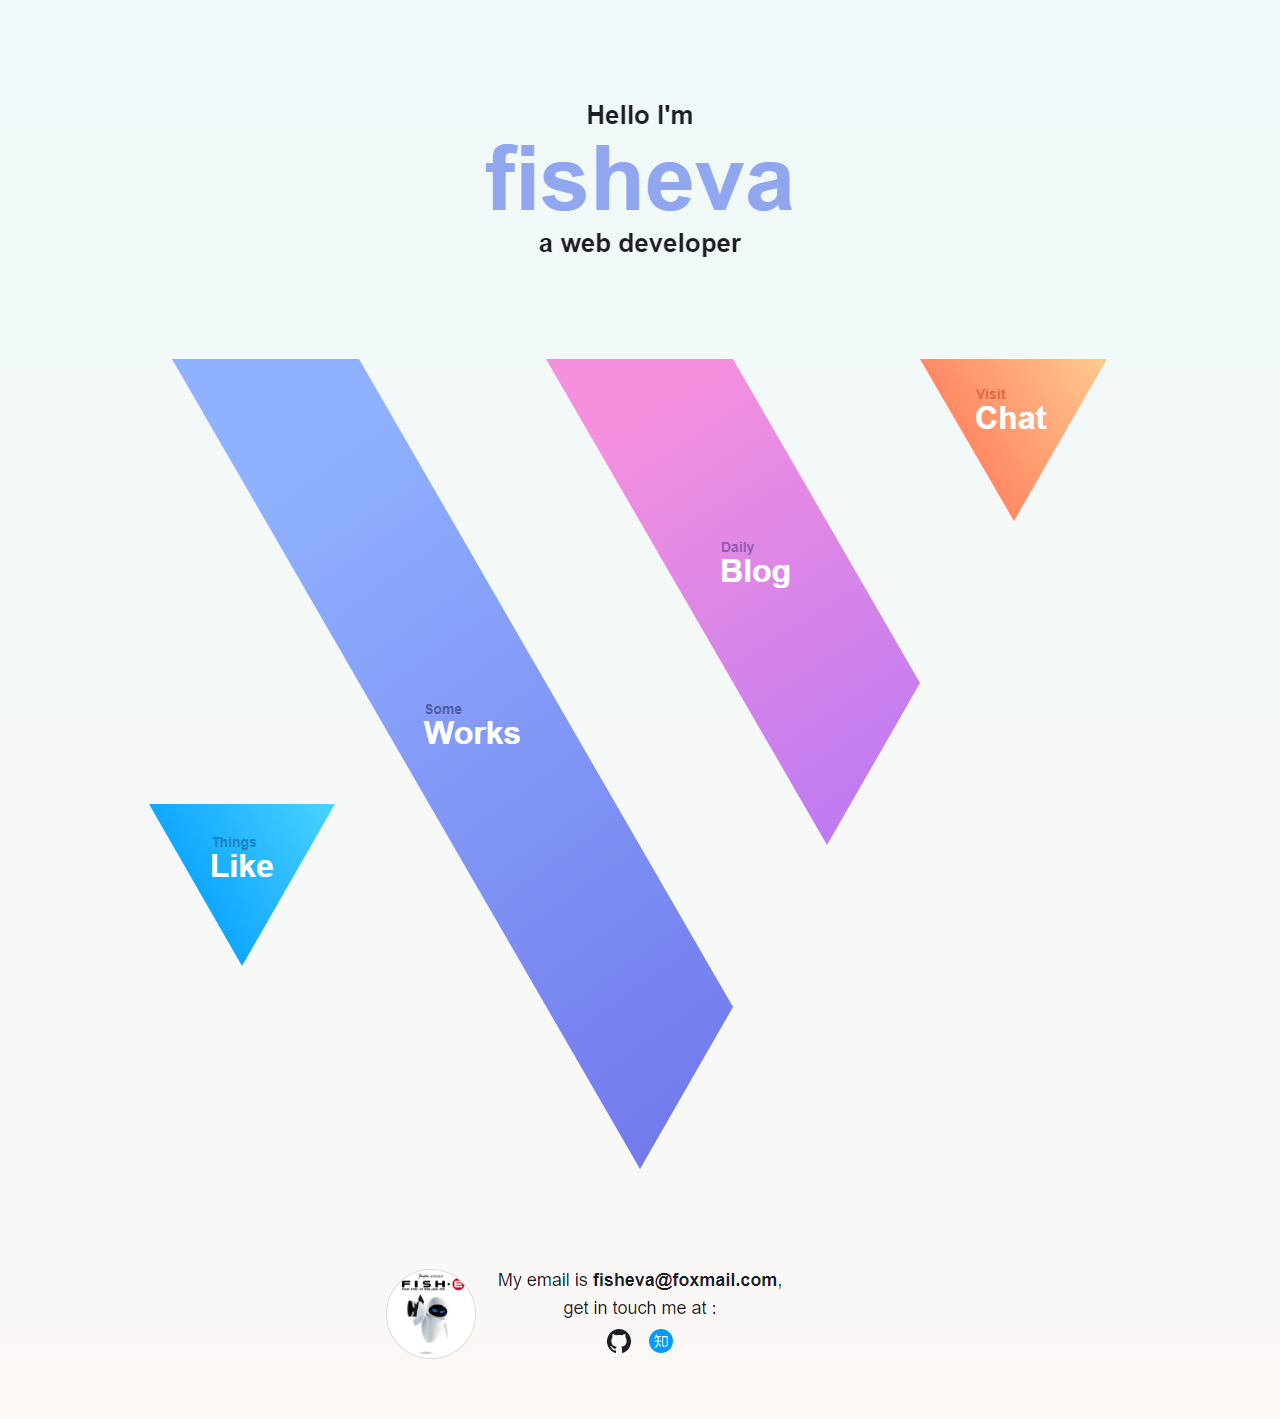 Hello I'm
fisheva
a web developer
Visit
Chat
Daily
Blog
Some
Works
Things
Like
FISH
My email is fisheva@foxmail.com,
get in touch me at :
知